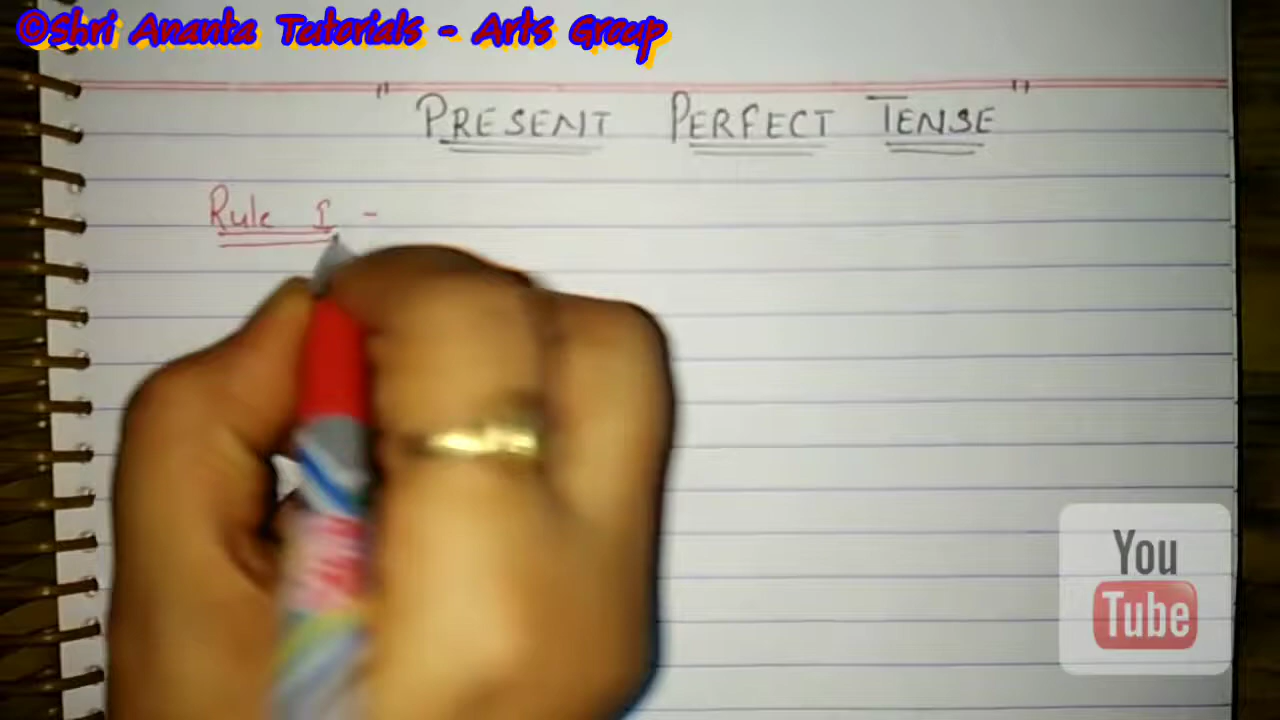 ©Shri Ananta Tutorials - Arts Group
" PRESENT PERFECT TENSE "
Rule I -
You
Tube